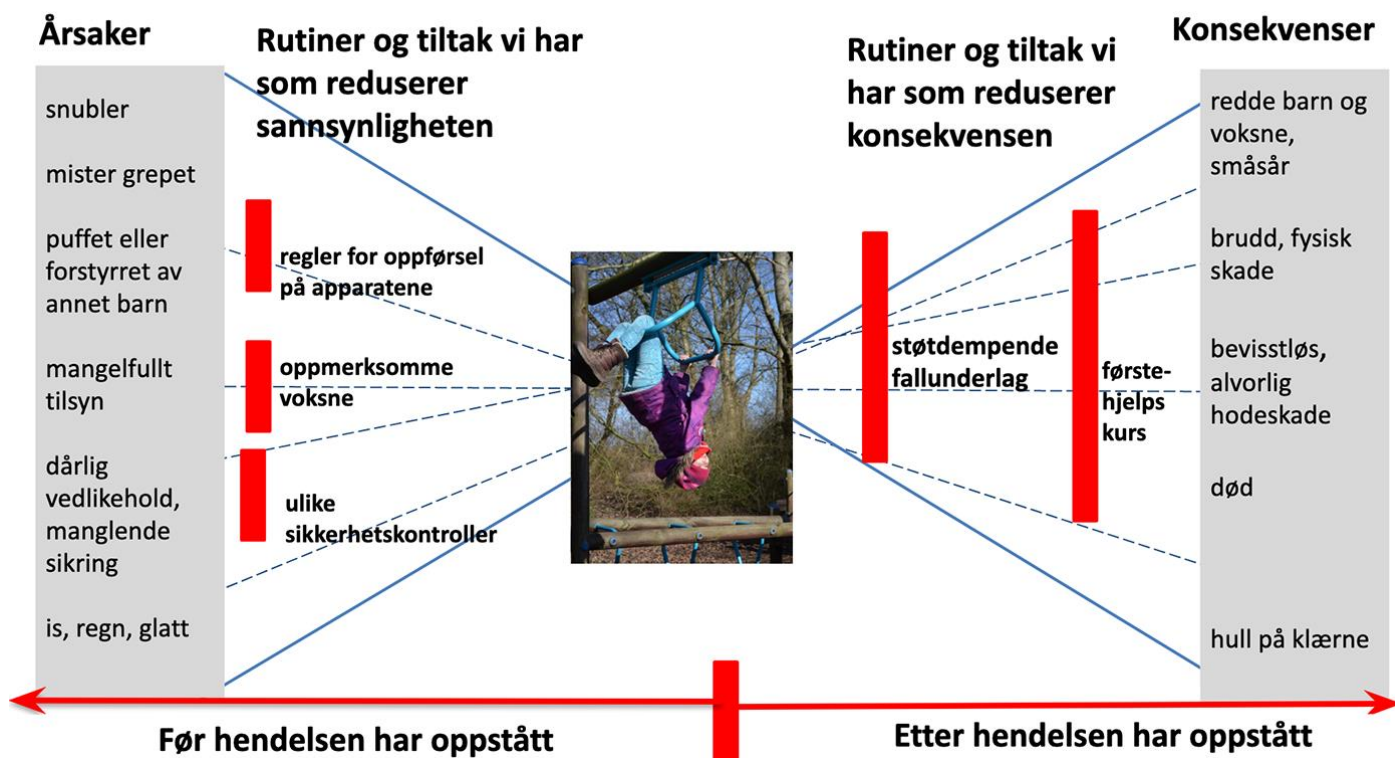 Årsaker
snubler
mister grepet
puffet eller
forstyrret av
annet barn
mangelfullt
tilsyn
dårlig
vedlikehold,
manglende
sikring
is, regn, glatt
Rutiner og tiltak vi har
som reduserer
sannsynligheten
regler for oppførsel
på apparatene
oppmerksomme
voksne
ulike
sikkerhetskontroller
Rutiner og tiltak vi
har som reduserer
konsekvensen
støtdempende
fallunderlag
første-
hjelps
kurs
Konsekvenser
redde barn og
voksne,
småsår
brudd, fysisk
skade
bevisstløs,
alvorlig
hodeskade
død
hull på klærne
Før hendelsen har oppstått
Etter hendelsen har oppstått